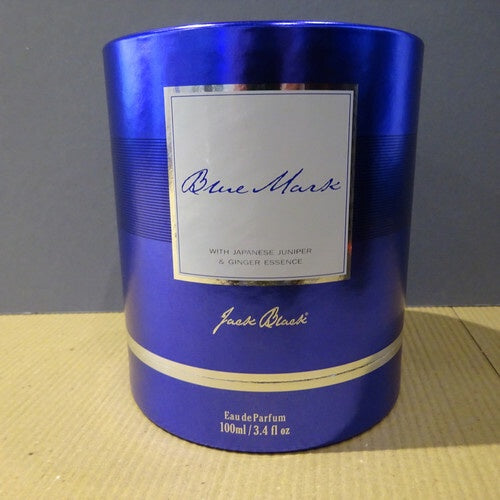 Blue Mark
WITH JAPANESE JUNIPER
& GINGER ESSENCE
Jack Black®
Eau de Parfum
100ml / 3.4 fl oz